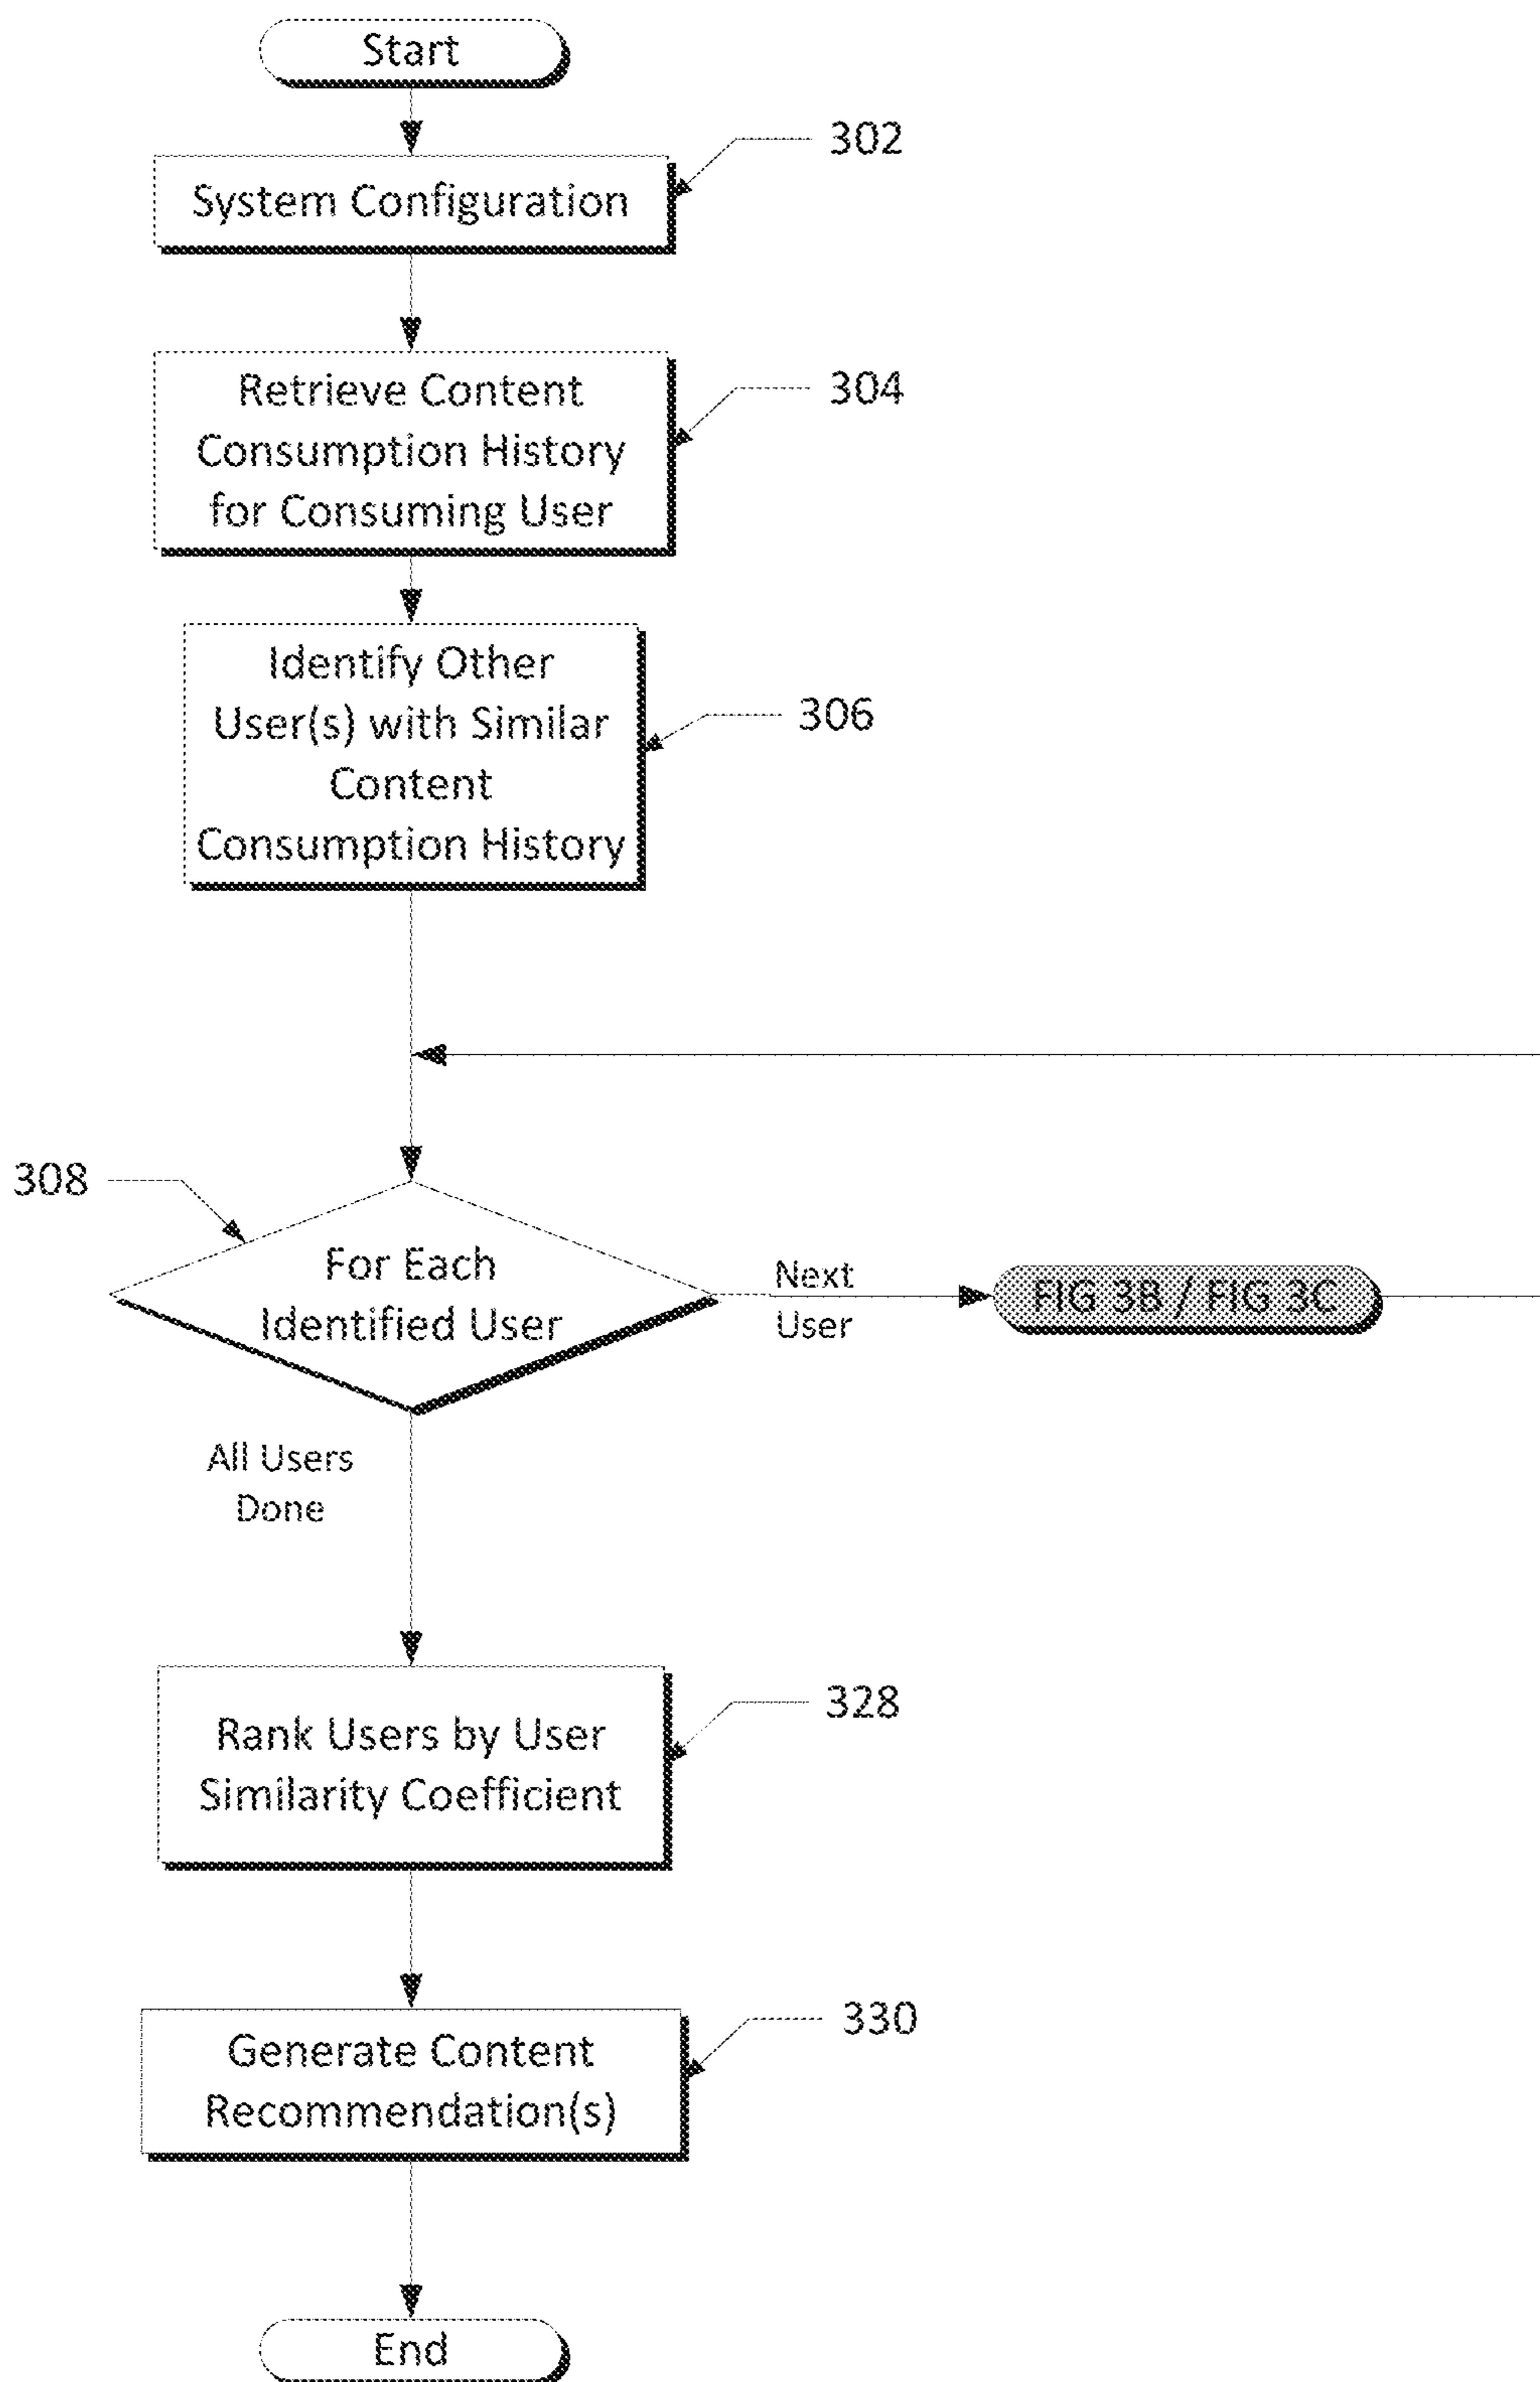 Start
302
System Configuration
304
Retrieve Content
Consumption History
for Consuming User
306
Identify Other
User(s) with Similar
Content
Consumption History
308
For Each
Identified User
Next
User
FIG 3B / FIG 3C
All Users
Done
328
Rank Users by User
Similarity Coefficient
330
Generate Content
Recommendation(s)
End